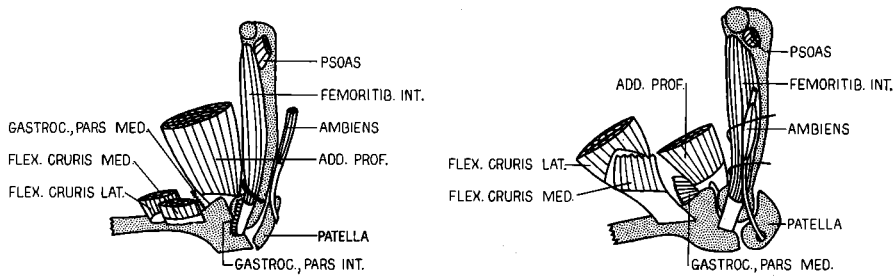 PSOAS
FEMORITIB. INT.
AMBIENS
GASTROC., PARS MED.
ADD. PROF.
FLEX. CRURIS MED.
FLEX. CRURIS LAT.
PATELLA
GASTROC., PARS INT.
PSOAS
ADD. PROF.
FEMORITIB. INT.
AMBIENS
FLEX. CRURIS LAT.
FLEX. CRURIS MED.
PATELLA
GASTROC., PARS MED.